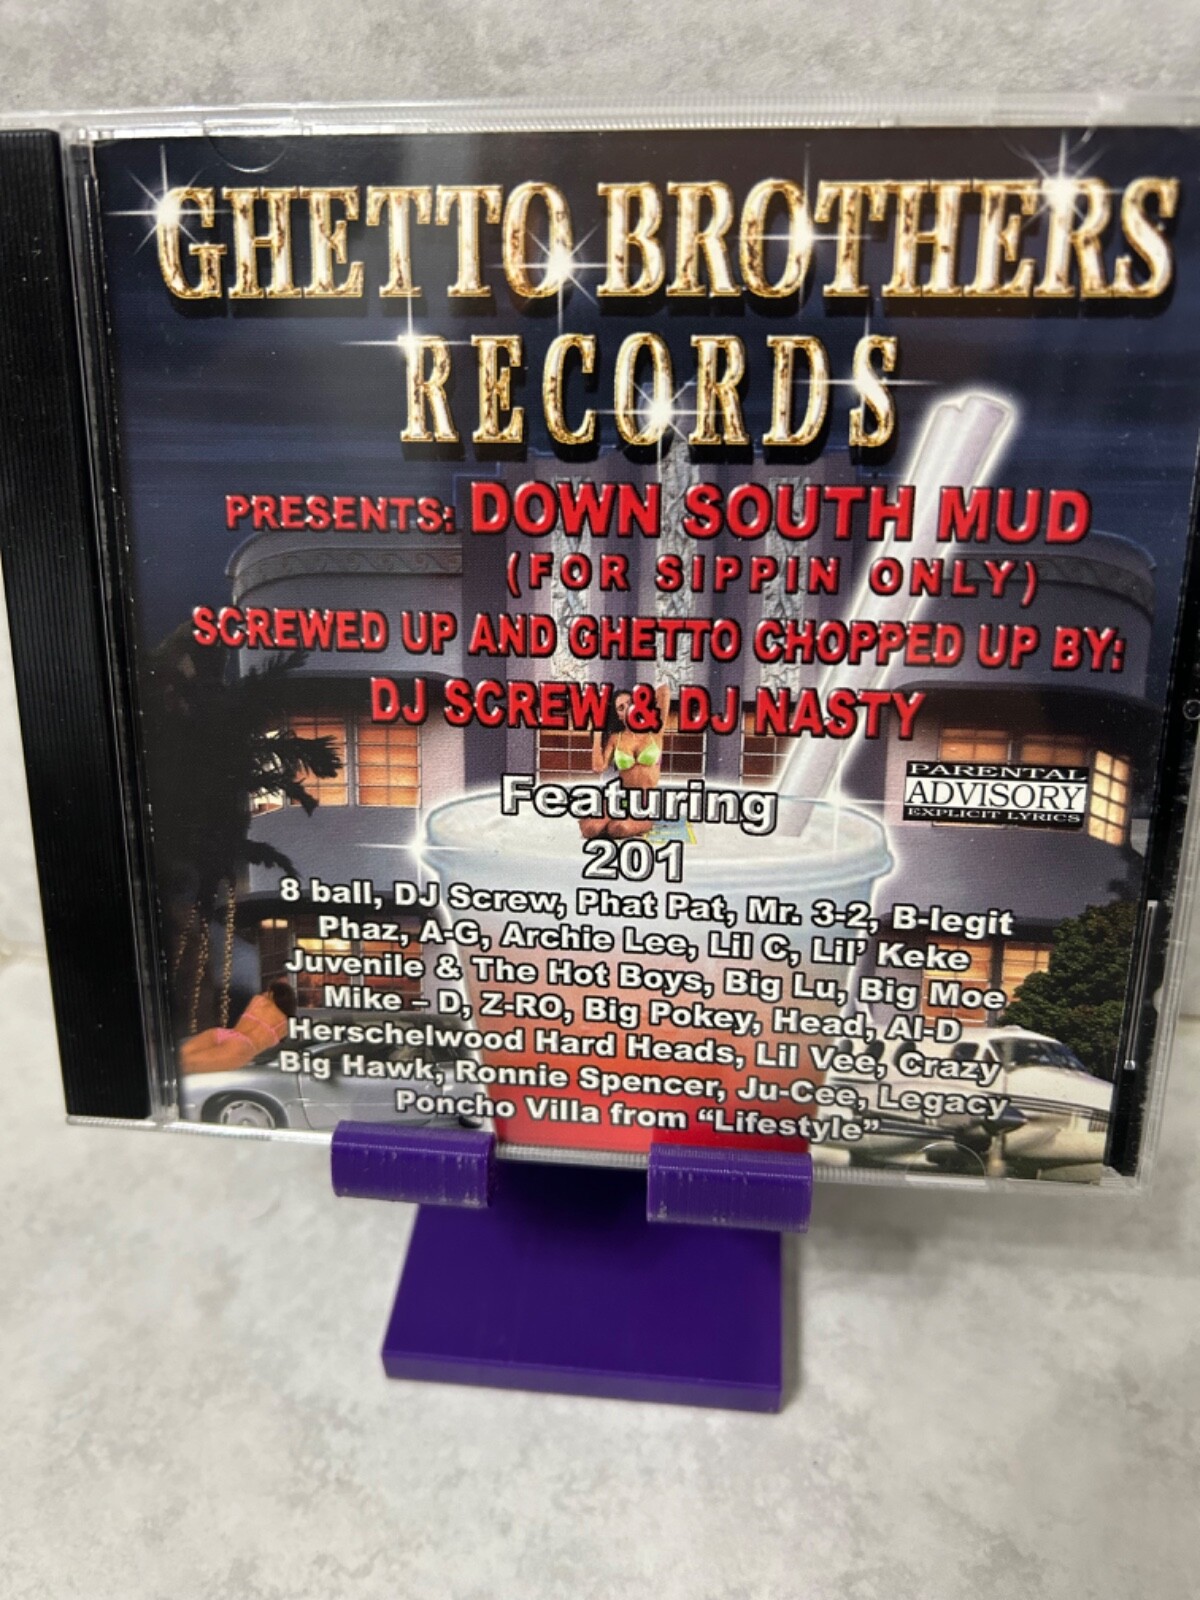 GHETTO BROTHERS
RECORDS
PRESENTS: DOWN SOUTH MUD
(FOR SIPPIN ONLY)
SCREWED UP AND GHETTO CHOPPED UP BY:
DJ SCREW & DJ NASTY
PARENTAL
ADVISORY
EXPLICIT LYRICS
Featuring
201
8 ball, DJ Screw, Phat Pat, Mr. 3-2, B-legit
Phaz, A-G, Archie Lee, Lil C, Lil' Keke
Juvenile & The Hot Boys, Big Lu, Big Moe
Mike – D, Z-RO, Big Pokey, Head, Al-D
Herschelwood Hard Heads, Lil Vee, Crazy
Big Hawk, Ronnie Spencer, Ju-Cee, Legacy
Poncho Villa from “Lifestyle”